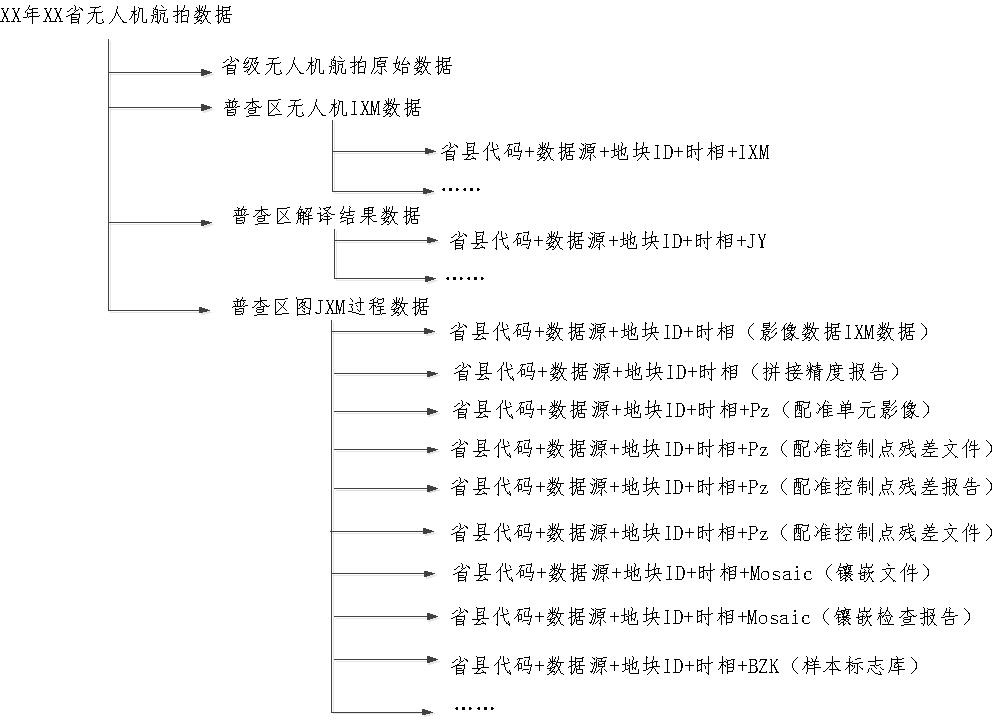 XX年XX省无人机航拍数据
省级无人机航拍原始数据
普查区无人机IXM数据
省县代码+数据源+地块ID+时相+IXM
……
普查区解译结果数据
省县代码+数据源+地块ID+时相+JY
……
普查区图JXM过程数据
省县代码+数据源+地块ID+时相（影像数据IXM数据）
省县代码+数据源+地块ID+时相（拼接精度报告）
省县代码+数据源+地块ID+时相+Pz（配准单元影像）
省县代码+数据源+地块ID+时相+Pz（配准控制点残差文件）
省县代码+数据源+地块ID+时相+Pz（配准控制点残差报告）
省县代码+数据源+地块ID+时相+Pz（配准控制点残差文件）
省县代码+数据源+地块ID+时相+Mosaic（镶嵌文件）
省县代码+数据源+地块ID+时相+Mosaic（镶嵌检查报告）
省县代码+数据源+地块ID+时相+BZK（样本标志库）
……